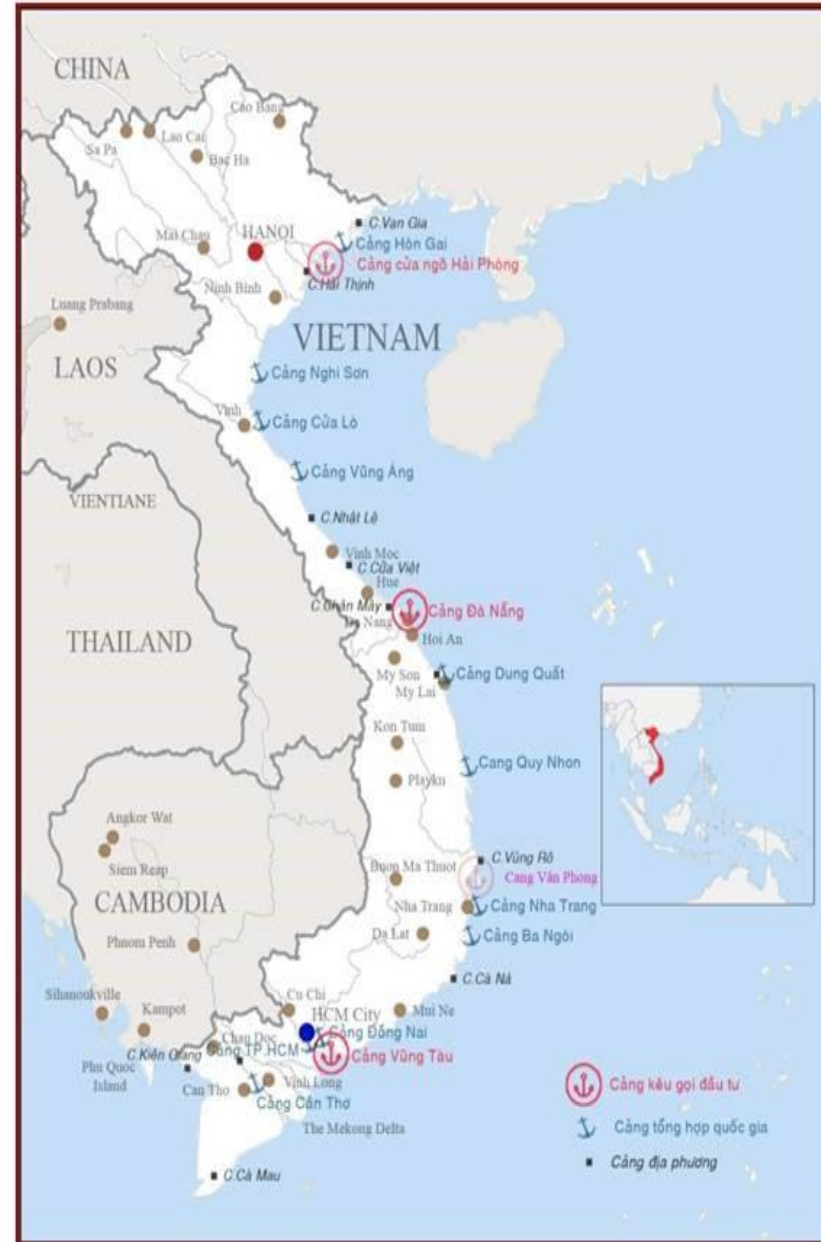 CHINA
Cao Bang
Lao Cai
Sa Pa
Bac Ha
C.Vạn Gia
Mai Chau
HANOI
Cảng Hòn Gai
Cảng cửa ngõ Hải Phòng
C.Hải Thịnh
Ninh Binh
Luang Prabang
VIETNAM
LAOS
Cảng Nghi Sơn
Vinh
Cảng Cửa Lò
Cảng Vũng Áng
VIENTIANE
C.Nhật Lệ
Vinh Moc
C.Cửa Việt
Hue
C.Chân Mây
Cảng Đà Nẵng
Da Nang
THAILAND
Hoi An
My Son
Cảng Dung Quất
My Lai
Kon Tum
Cang Quy Nhon
Playku
Angkor Wat
Siem Reap
C.Vũng Rô
Buon Ma Thuot
Cang Vân Phong
CAMBODIA
Nha Trang
Cảng Nha Trang
Da Lat
Cảng Ba Ngòi
Phnom Penh
C.Cà Ná
Sihanoukville
Kampot
Cu Chi
HCM City
Mui Ne
Cảng Đồng Nai
Chau Doc
Cảng TP.HCM
Cảng Vũng Tàu
C.Kiên Giang
Phu Quoc
Island
Can Tho
Vinh Long
Cảng Cần Thơ
The Mekong Delta
C.Cà Mau
Cảng kêu gọi đầu tư
Cảng tổng hợp quốc gia
Cảng địa phương